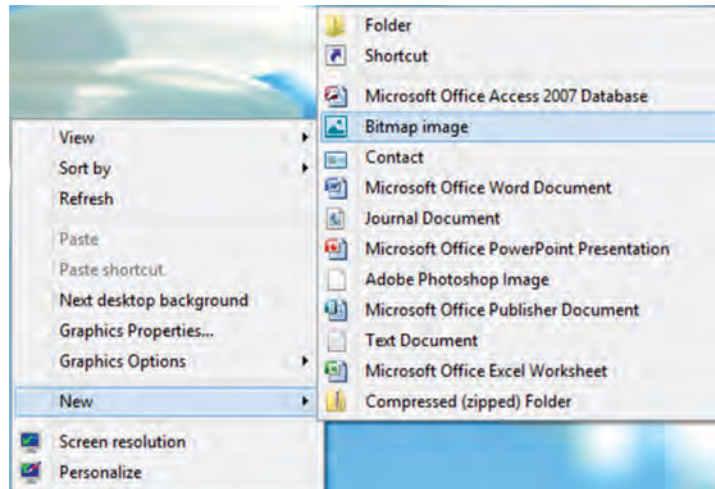 View
Sort by
Refresh
Paste
Paste shortcut
Next desktop background
Graphics Properties...
Graphics Options
New
Screen resolution
Personalize
Folder
Shortcut
Microsoft Office Access 2007 Database
Bitmap image
Contact
Microsoft Office Word Document
Journal Document
Microsoft Office PowerPoint Presentation
Adobe Photoshop Image
Microsoft Office Publisher Document
Text Document
Microsoft Office Excel Worksheet
Compressed (zipped) Folder